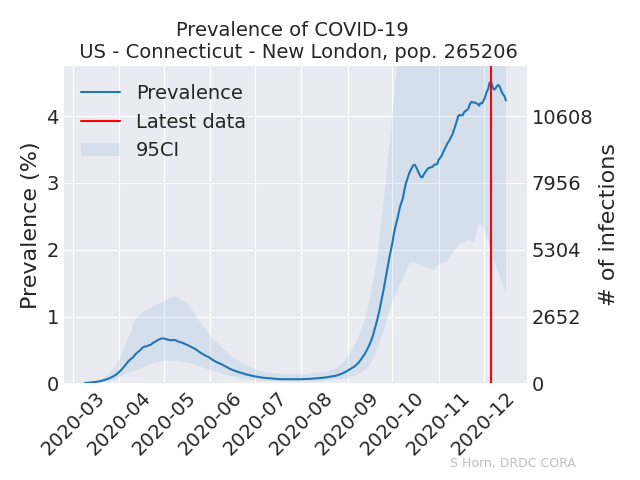 Prevalence of COVID-19
US - Connecticut - New London, pop. 265206
Prevalence
Latest data
95CI
Prevalence (%)
4
3
2
1
0
10608
7956
5304
2652
0
# of infections
2020-03
2020-04
2020-05
2020-06
2020-07
2020-08
2020-09
2020-10
2020-11
2020-12
S Horn, DRDC CORA